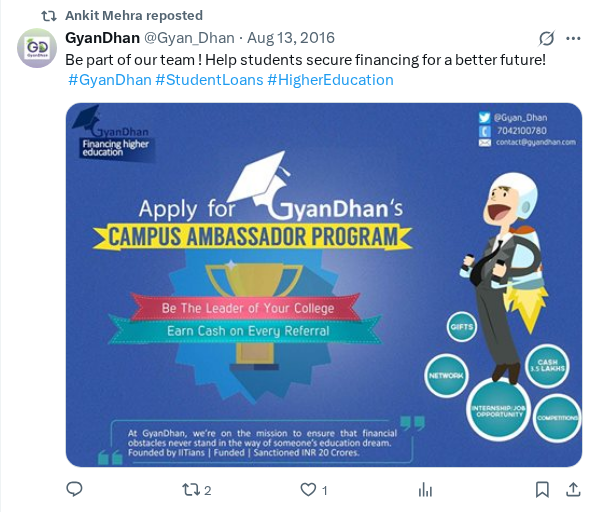 Ankit Mehra reposted
GyanDhan @Gyan_Dhan · Aug 13, 2016
Be part of our team ! Help students secure financing for a better future!
#GyanDhan #StudentLoans #HigherEducation
GyanDhan
Financing higher
education
@Gyan_Dhan
7042100780
contact@gyandhan.com
Apply for GyanDhan's
CAMPUS AMBASSADOR PROGRAM
Be The Leader of Your College
Earn Cash on Every Referral
GIFTS
NETWORK
CASH
3.5 LAKHS
INTERNSHIP/JOB
OPPORTUNITY
COMPETITIONS
At GyanDhan, we're on the mission to ensure that financial
obstacles never stand in the way of someone's education dream.
Founded by IITians | Funded | Sanctioned INR 20 Crores.
2
1